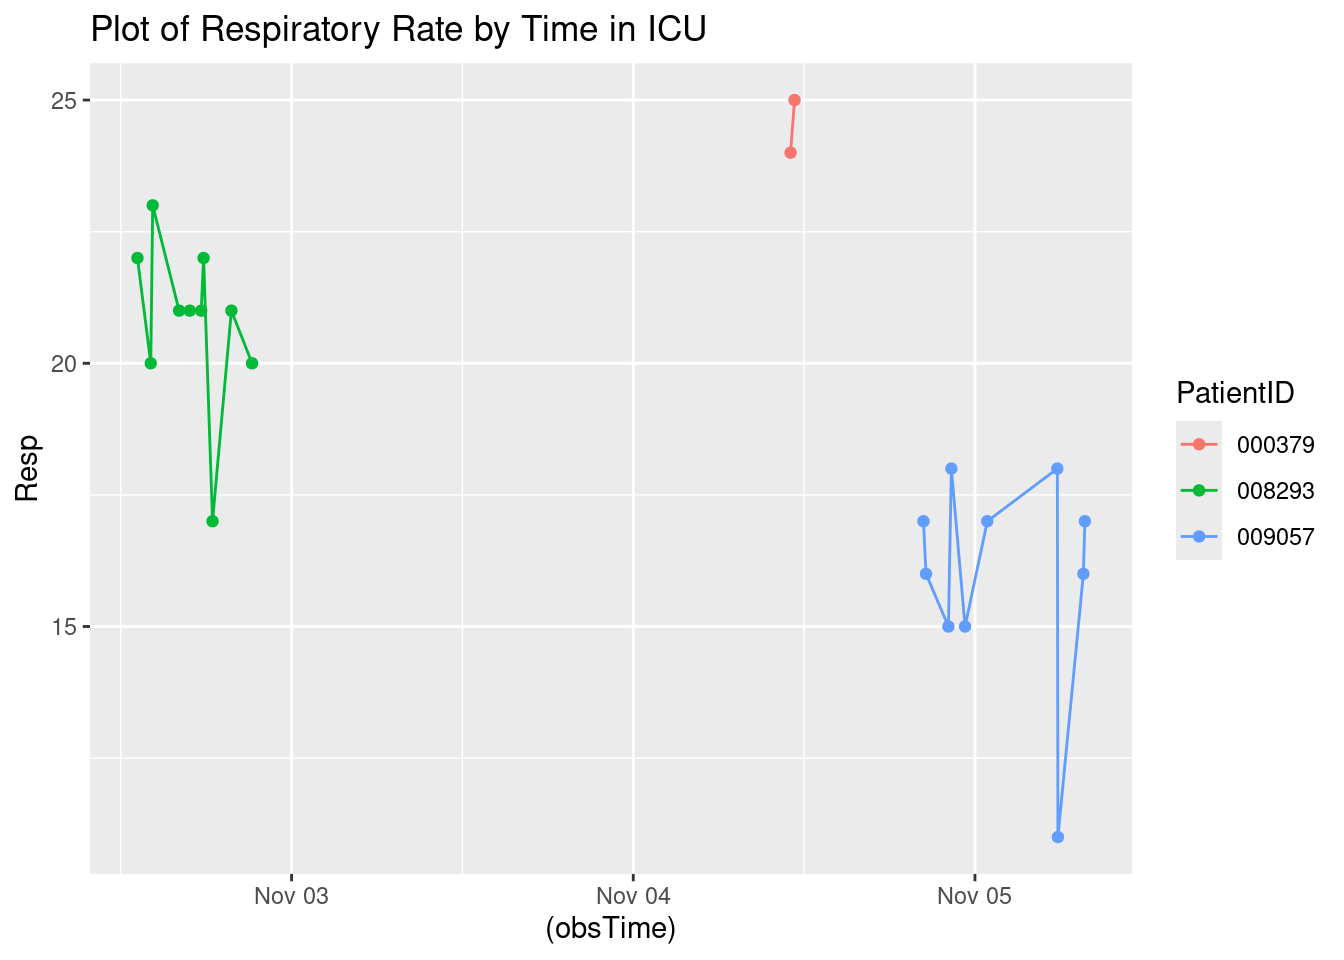 Plot of Respiratory Rate by Time in ICU
25
20
15
Resp
Nov 03
Nov 04
Nov 05
(obsTime)
PatientID
000379
008293
009057